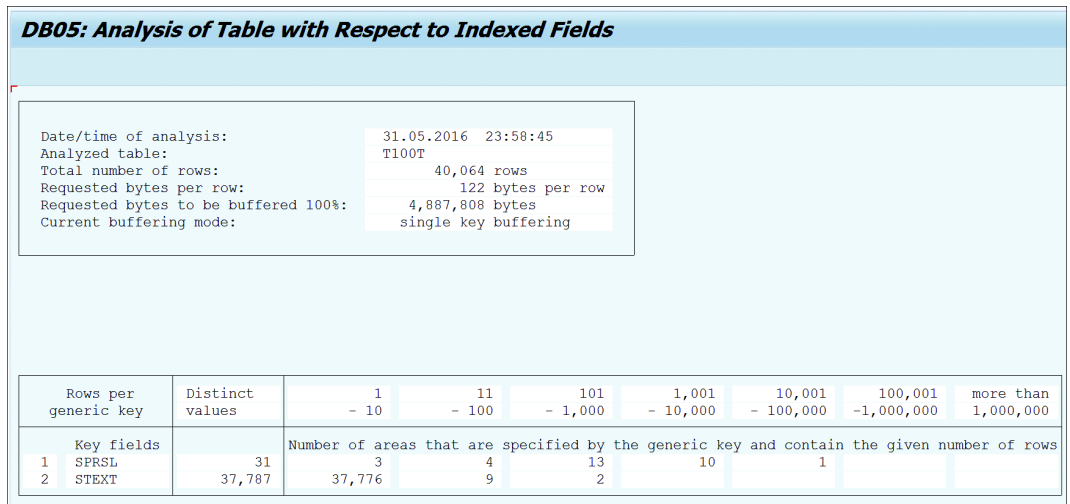 DB05: Analysis of Table with Respect to Indexed Fields
Date/time of analysis: 31.05.2016 23:58:45
Analyzed table: T100T
Total number of rows: 40,064 rows
Requested bytes per row: 122 bytes per row
Requested bytes to be buffered 100%: 4,887,808 bytes
Current buffering mode: single key buffering
Rows per Distinct 1 11 101 1,001 10,001 100,001 more than
generic key values - 10 - 100 - 1,000 - 10,000 - 100,000 -1,000,000 1,000,000
Key fields Number of areas that are specified by the generic key and contain the given number of rows
1 SPRSL 31 3 4 13 10 1
2 STEXT 37,787 37,776 9 2